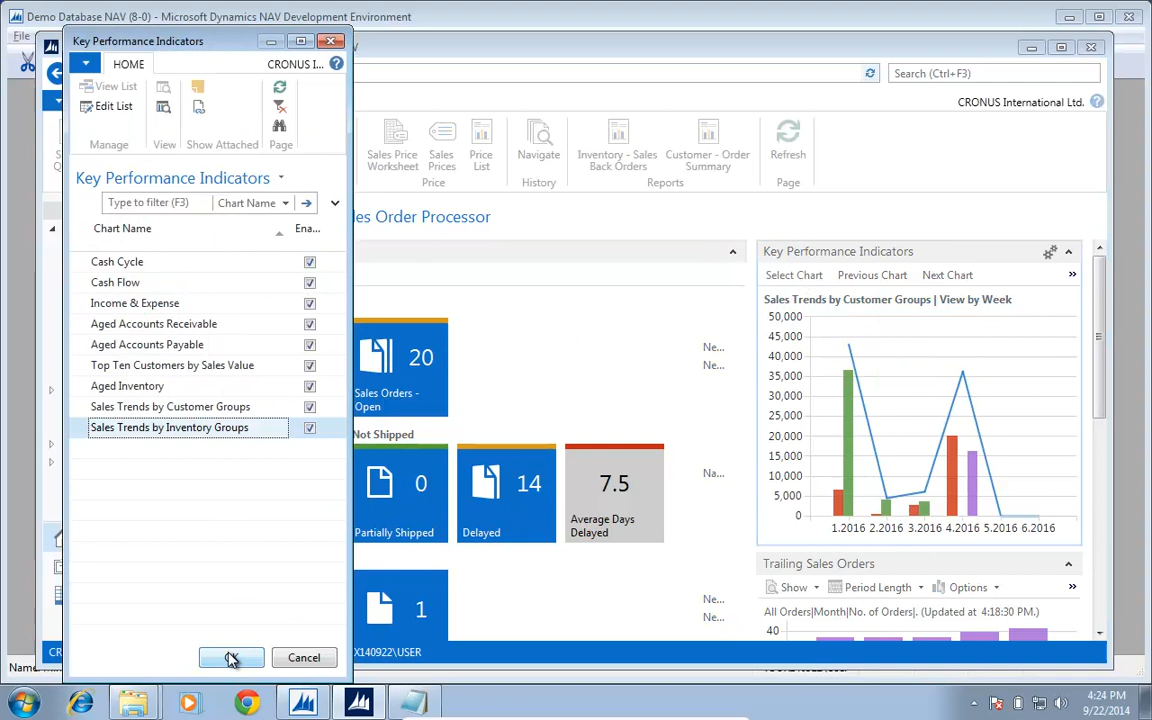 Demo Database NAV (8-0) - Microsoft Dynamics NAV Development Environment
File
Key Performance Indicators
HOME
CRONUS I...
View List
Edit List
Manage
View
Show Attached
Page
Key Performance Indicators
Type to filter (F3)
Chart Name
Chart Name
Ena...
Cash Cycle
Cash Flow
Income & Expense
Aged Accounts Receivable
Aged Accounts Payable
Top Ten Customers by Sales Value
Aged Inventory
Sales Trends by Customer Groups
Sales Trends by Inventory Groups
Cancel
Search (Ctrl+F3)
CRONUS International Ltd.
Sales Price Worksheet
Sales Prices
Price List
Price
Navigate
History
Inventory - Sales Back Orders
Customer - Order Summary
Reports
Refresh
Page
les Order Processor
20
Sales Orders - Open
Ne...
Ne...
Not Shipped
0
Partially Shipped
14
Delayed
7.5
Average Days Delayed
Na...
1
Ne...
Ne...
Key Performance Indicators
Select Chart
Previous Chart
Next Chart
Sales Trends by Customer Groups | View by Week
50,000
45,000
40,000
35,000
30,000
25,000
20,000
15,000
10,000
5,000
0
1.2016 2.2016 3.2016 4.2016 5.2016 6.2016
Trailing Sales Orders
Show
Period Length
Options
All Orders|Month|No. of Orders|. (Updated at 4:18:30 PM.)
40
CR
X140922\USER
Name:
4:24 PM
9/22/2014